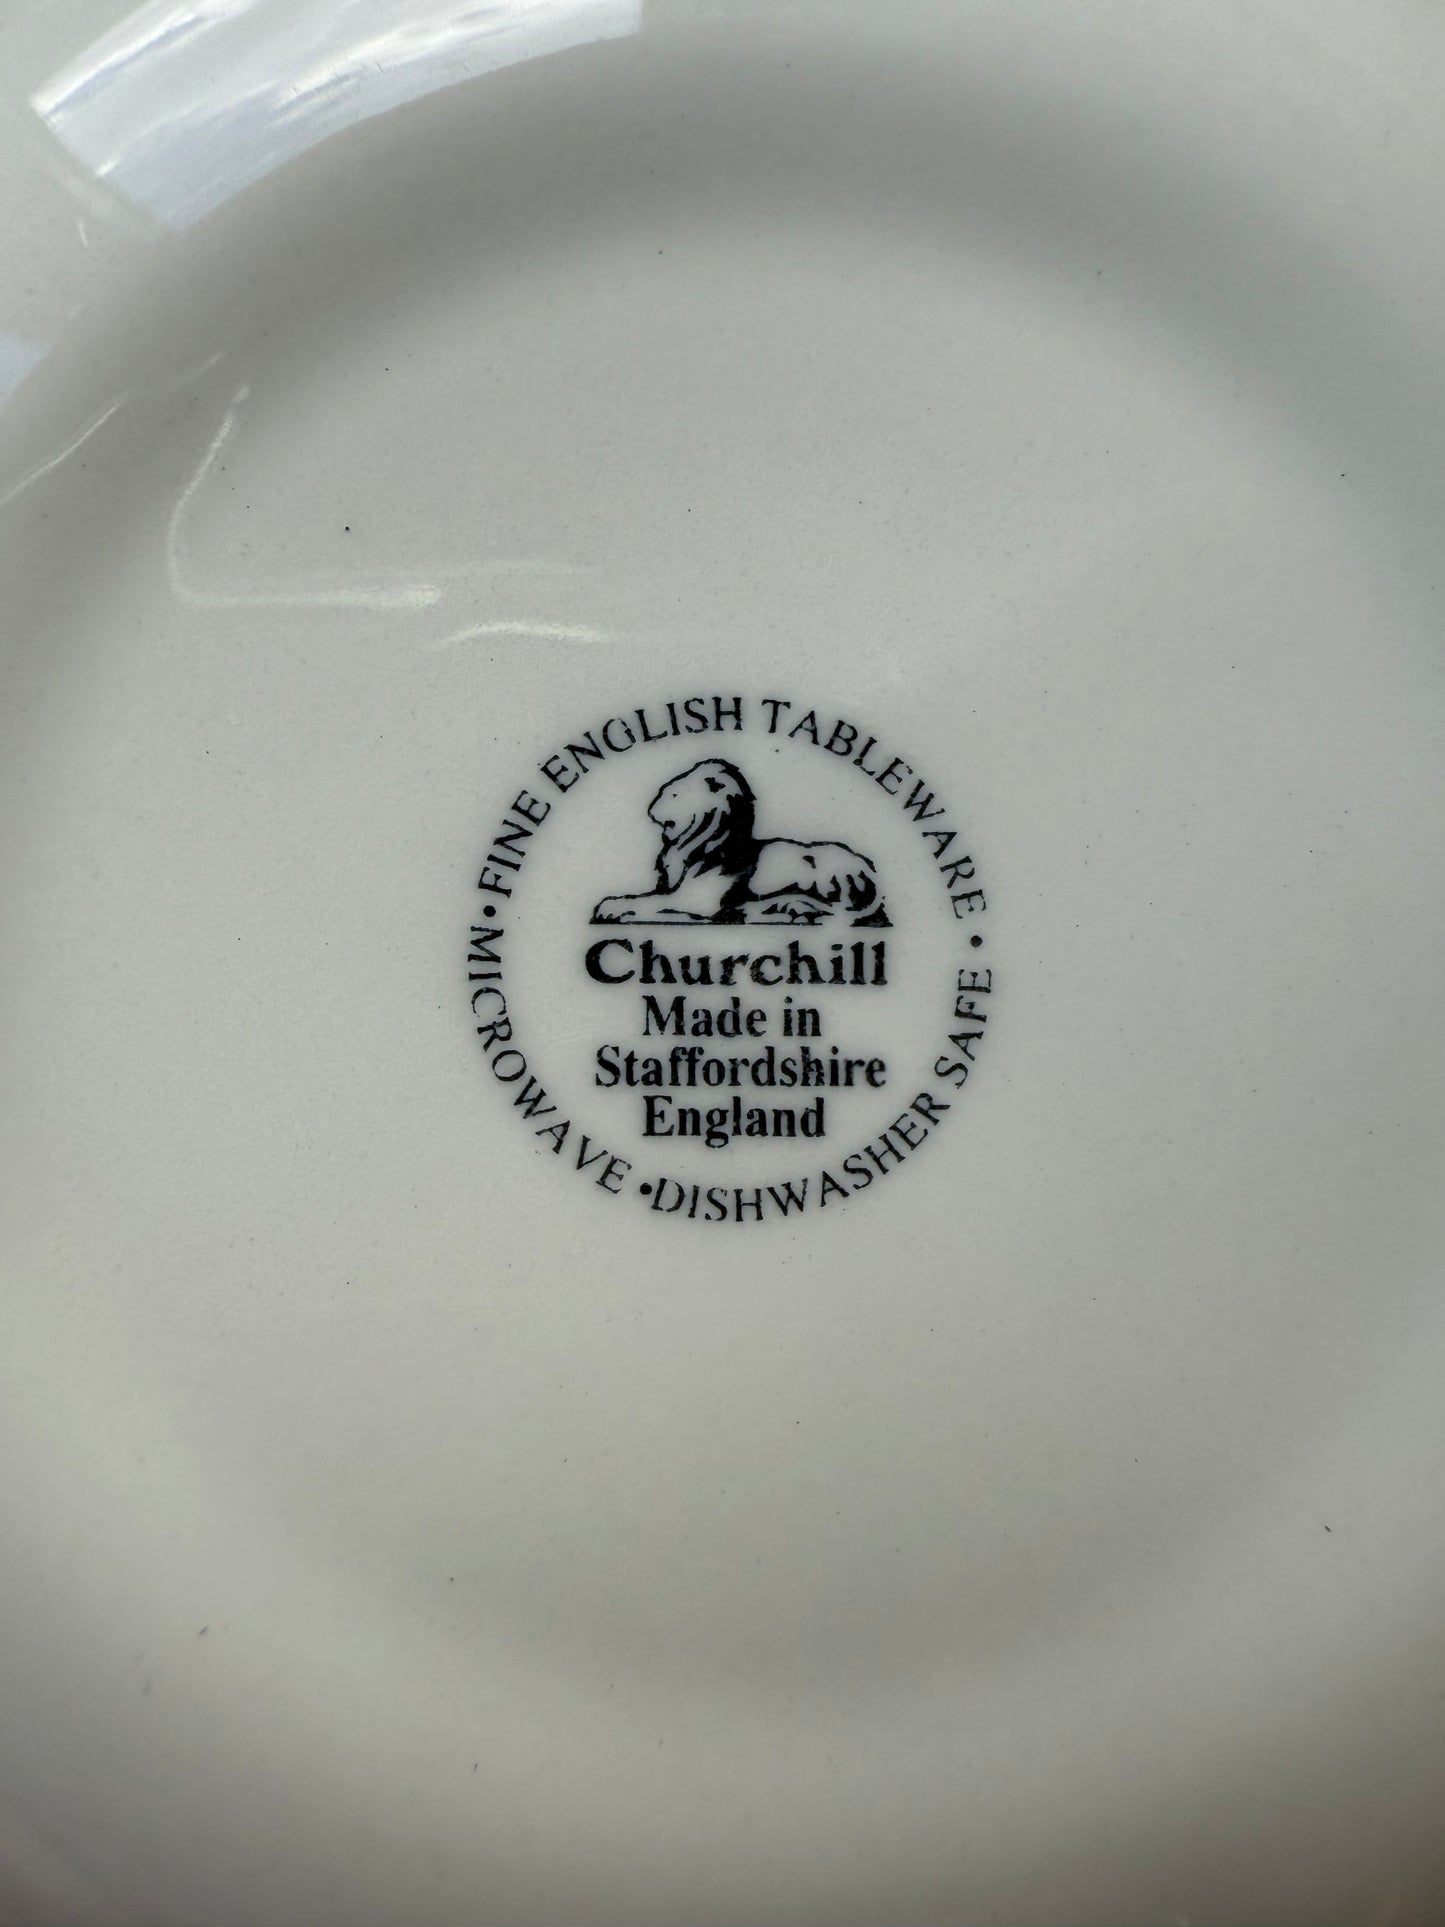 • FINE ENGLISH TABLEWARE •
Churchill
Made in
Staffordshire
England
MICROWAVE • DISHWASHER SAFE